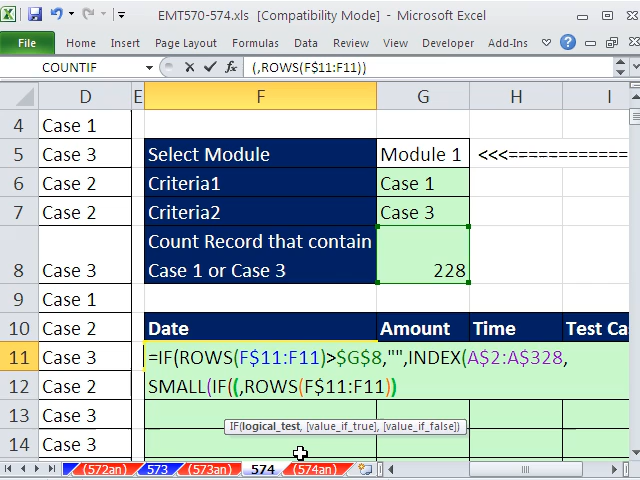 EMT570-574.xls [Compatibility Mode] - Microsoft Excel
File Home Insert Draw Page Layout Formulas Data Review View Developer Add-Ins
COUNTIF fx (,ROWS(F$11:F11))
D E F G H I
4 Case 1
5 Case 3 Select Module Module 1 <<<============
6 Case 2 Criteria1 Case 1
7 Case 2 Criteria2 Case 3
Count Record that contain
8 Case 3 Case 1 or Case 3 228
9 Case 1
10 Case 2 Date Amount Time Test Ca
11 Case 3 =IF(ROWS(F$11:F11)>$G$8,"",INDEX(A$2:A$328,
12 Case 2 SMALL(IF((,ROWS(F$11:F11))
13 Case 3
IF(logical_test, [value_if_true], [value_if_false])
14 Case 3
(572an) 573 (573an) 574 (574an)